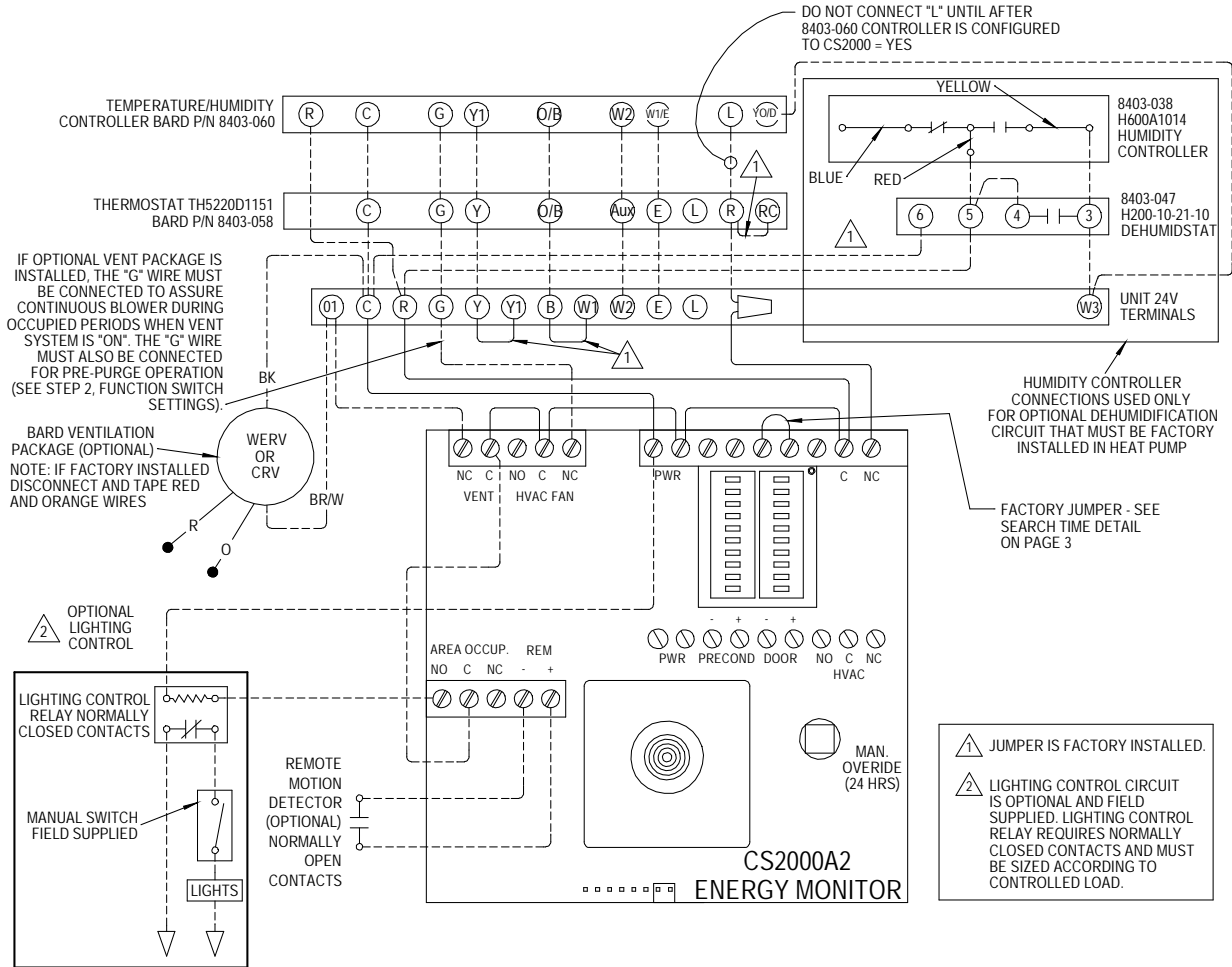 DO NOT CONNECT "L" UNTIL AFTER
8403-060 CONTROLLER IS CONFIGURED
TO CS2000 = YES
TEMPERATURE/HUMIDITY
CONTROLLER BARD P/N 8403-060
R C G Y1 O/B W2 W1/E L YO/D
YELLOW
BLUE
RED
8403-038
H600A1014
HUMIDITY
CONTROLLER
1
THERMOSTAT TH5220D1151
BARD P/N 8403-058
C G Y O/B Aux E L R RC
1
6 5 4 3
8403-047
H200-10-21-10
DEHUMIDSTAT
IF OPTIONAL VENT PACKAGE IS
INSTALLED, THE "G" WIRE MUST
BE CONNECTED TO ASSURE
CONTINUOUS BLOWER DURING
OCCUPIED PERIODS WHEN VENT
SYSTEM IS "ON". THE "G" WIRE
MUST ALSO BE CONNECTED
FOR PRE-PURGE OPERATION
(SEE STEP 2, FUNCTION SWITCH
SETTINGS).
01 C R G Y Y1 B W1 W2 E L W3
UNIT 24V
TERMINALS
1
HUMIDITY CONTROLLER
CONNECTIONS USED ONLY
FOR OPTIONAL DEHUMIDIFICATION
CIRCUIT THAT MUST BE FACTORY
INSTALLED IN HEAT PUMP
BK
BARD VENTILATION
PACKAGE (OPTIONAL)
NOTE: IF FACTORY INSTALLED
DISCONNECT AND TAPE RED
AND ORANGE WIRES
WERV
OR
CRV
BR/W
R
O
NC C NO C NC
VENT HVAC FAN
PWR C NC
FACTORY JUMPER - SEE
SEARCH TIME DETAIL
ON PAGE 3
2
OPTIONAL
LIGHTING
CONTROL
- + - +
PWR PRECOND DOOR NO C NC
HVAC
AREA OCCUP. REM
NO C NC - +
LIGHTING CONTROL
RELAY NORMALLY
CLOSED CONTACTS
MANUAL SWITCH
FIELD SUPPLIED
LIGHTS
REMOTE
MOTION
DETECTOR
(OPTIONAL)
NORMALLY
OPEN
CONTACTS
MAN.
OVERIDE
(24 HRS)
CS2000A2
ENERGY MONITOR
1 JUMPER IS FACTORY INSTALLED.
2 LIGHTING CONTROL CIRCUIT
IS OPTIONAL AND FIELD
SUPPLIED. LIGHTING CONTROL
RELAY REQUIRES NORMALLY
CLOSED CONTACTS AND MUST
BE SIZED ACCORDING TO
CONTROLLED LOAD.